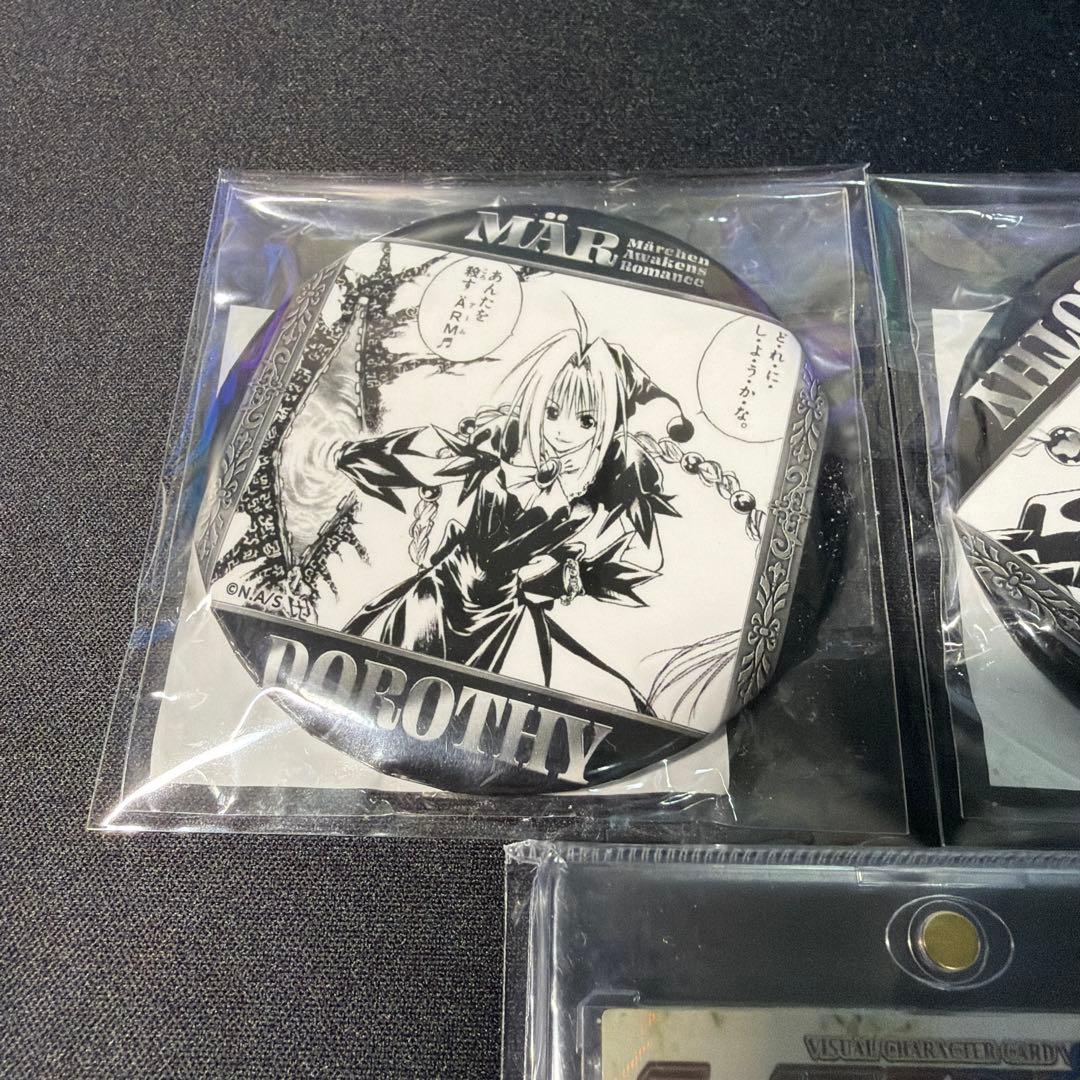 MÄR
Märchen
Awakens
Romance
ど・れ・に・
し・よ・う・か・な。
あんたを
殺す ÄRM♬
©N.A/S
DOROTHY
VISUAL CHARACTER CARD